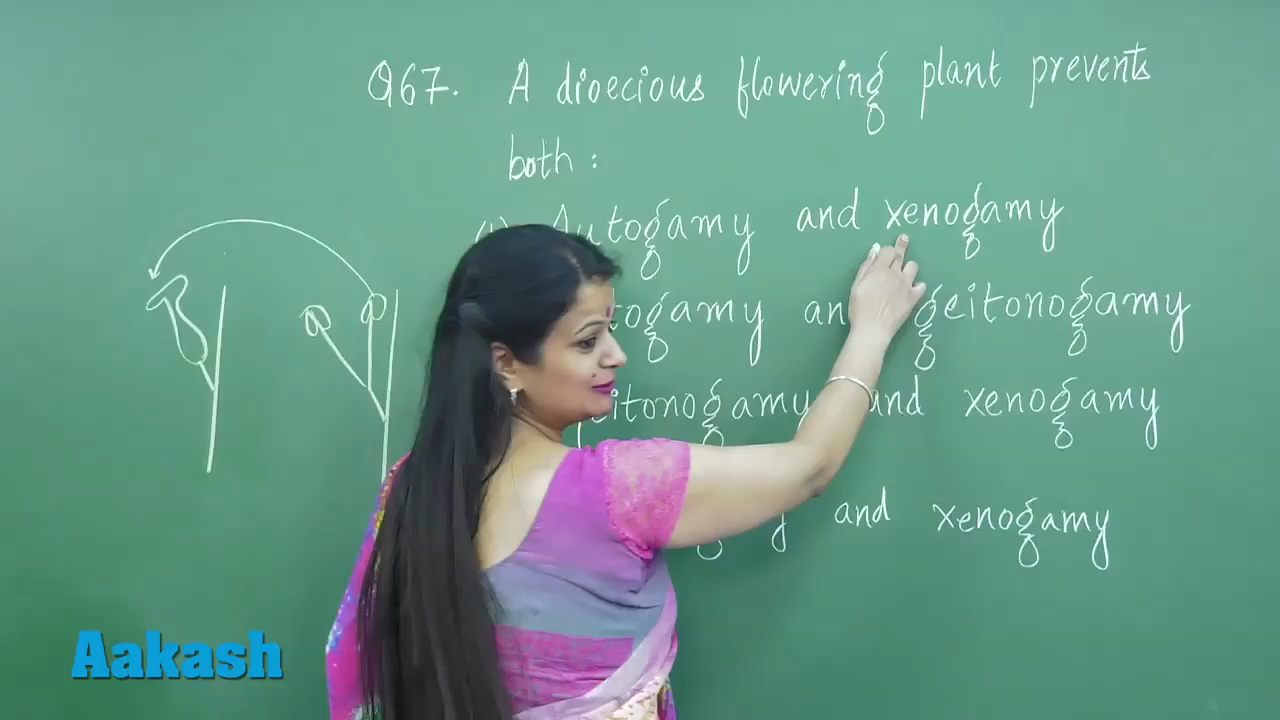 Q67. A dioecious flowering plant prevents
both :
Autogamy and xenogamy
and geitonogamy
and xenogamy
and xenogamy
Aakash